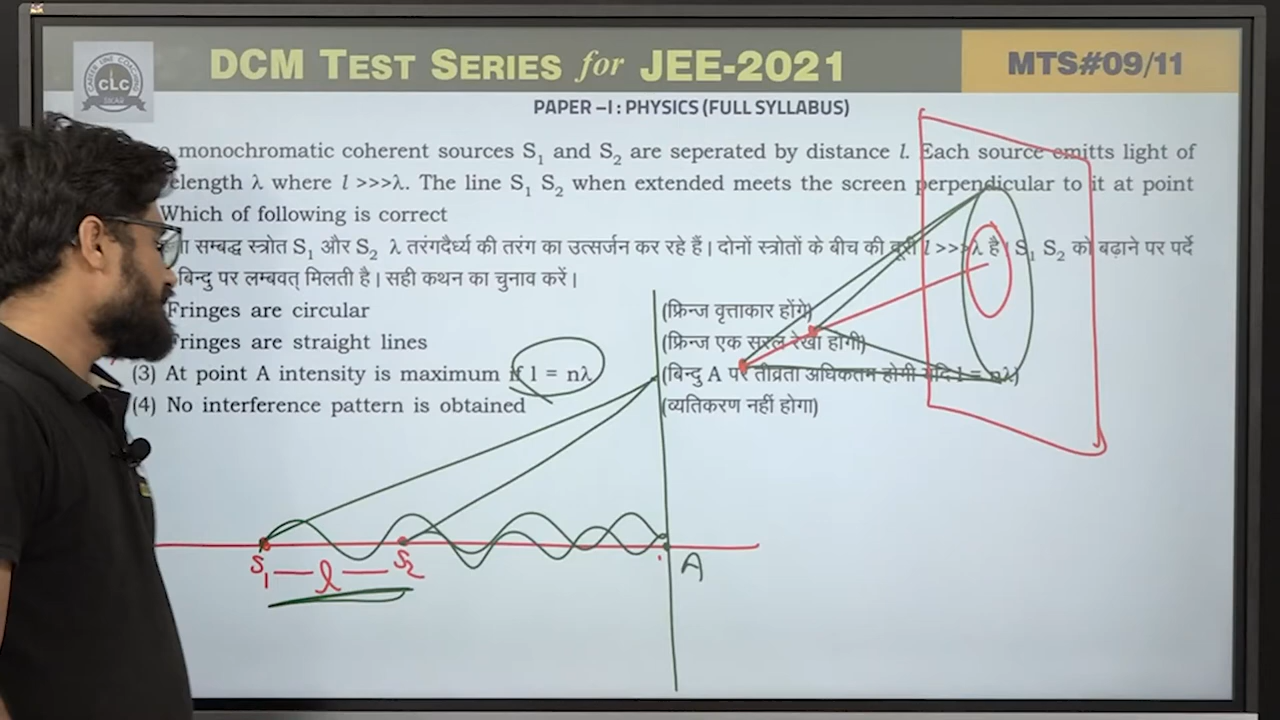 DCM TEST SERIES for JEE-2021
MTS#09/11
CLC
SIKAR
PAPER –I : PHYSICS (FULL SYLLABUS)
monochromatic coherent sources S₁ and S₂ are seperated by distance l. Each source emitts light of
λ where l >>>λ. The line S₁ S₂ when extended meets the screen perpendicular to it at point
Which of following is correct
सम्बद्ध स्त्रोत S₁ और S₂ λ तरंगदैर्ध्य की तरंग का उत्सर्जन कर रहे हैं। दोनों स्त्रोतों के बीच की दूरी l >>>λ है। S₁ S₂ को बढ़ाने पर पर्दे
बिन्दु पर लम्बवत् मिलती है। सही कथन का चुनाव करें।
Fringes are circular (फ्रिन्ज वृत्ताकार होंगे)
Fringes are straight lines (फ्रिन्ज एक सरल रेखा होगी)
(3) At point A intensity is maximum if l = nλ (बिन्दु A पर तीव्रता अधिकतम होगी यदि l = nλ)
(4) No interference pattern is obtained (व्यतिकरण नहीं होगा)
S₁ l S₂ A